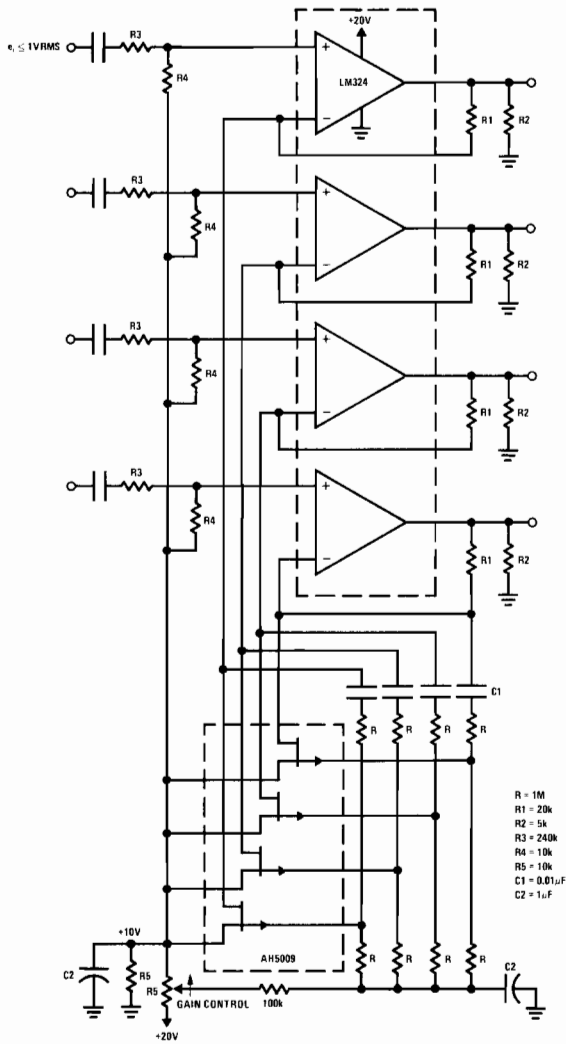 +20V
e, ≤ 1V RMS
R3
R4
+
LM324
−
R1
R2
R3
R4
+
−
R1
R2
R3
R4
+
−
R1
R2
R3
R4
+
−
R1
R2
C1
R
R
R
R
R = 1M
R1 = 20k
R2 = 5k
R3 = 240k
R4 = 10k
R5 = 10k
C1 = 0.01µF
C2 = 1µF
+10V
AH5009
R
R
R
R
C2
C2
R5
R5
GAIN CONTROL
100k
+20V